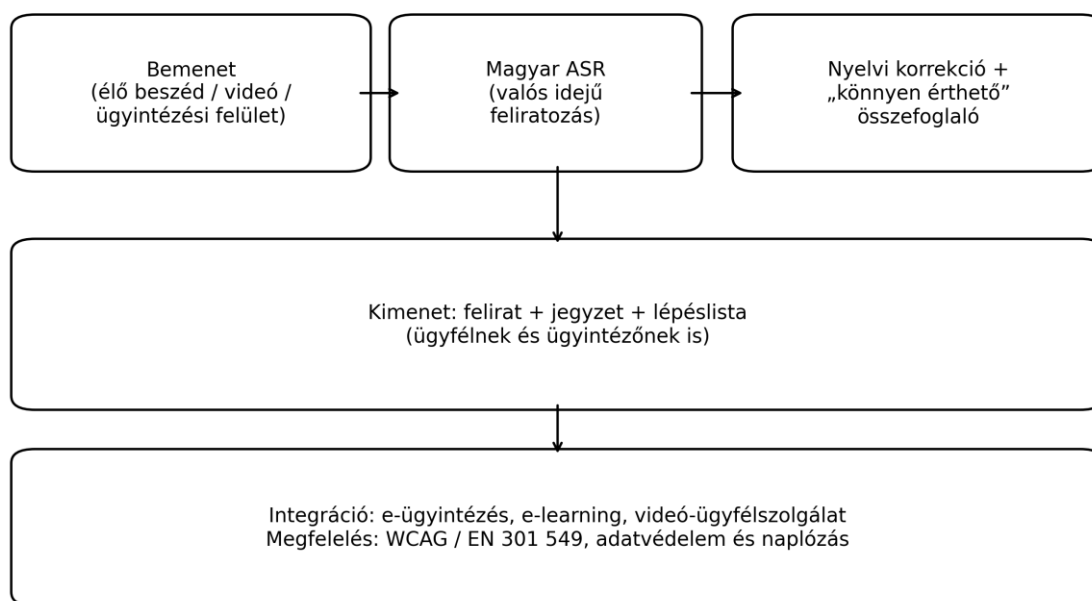 Bemenet
(élő beszéd / videó /
ügyintézési felület)
Magyar ASR
(valós idejű
feliratozás)
Nyelvi korrekció +
„könnyen érthető”
összefoglaló
Kimenet: felirat + jegyzet + lépéslista
(ügyfélnek és ügyintézőnek is)
Integráció: e-ügyintézés, e-learning, videó-ügyfélszolgálat
Megfelelés: WCAG / EN 301 549, adatvédelem és naplózás